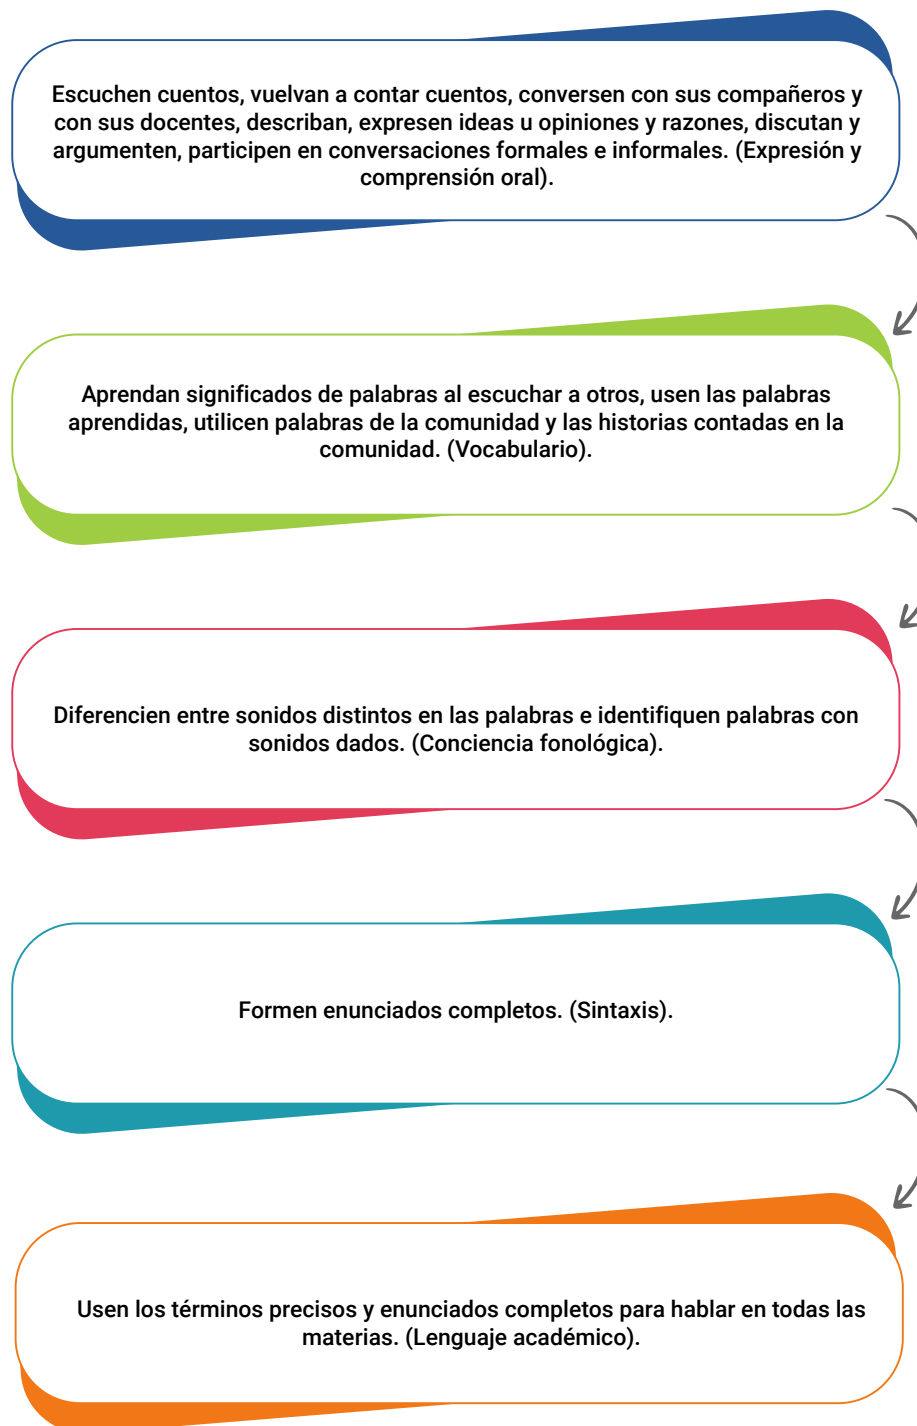 Escuchen cuentos, vuelvan a contar cuentos, conversen con sus compañeros y
con sus docentes, describan, expresen ideas u opiniones y razones, discutan y
argumenten, participen en conversaciones formales e informales. (Expresión y
comprensión oral).
Aprendan significados de palabras al escuchar a otros, usen las palabras
aprendidas, utilicen palabras de la comunidad y las historias contadas en la
comunidad. (Vocabulario).
Diferencien entre sonidos distintos en las palabras e identifiquen palabras con
sonidos dados. (Conciencia fonológica).
Formen enunciados completos. (Sintaxis).
Usen los términos precisos y enunciados completos para hablar en todas las
materias. (Lenguaje académico).